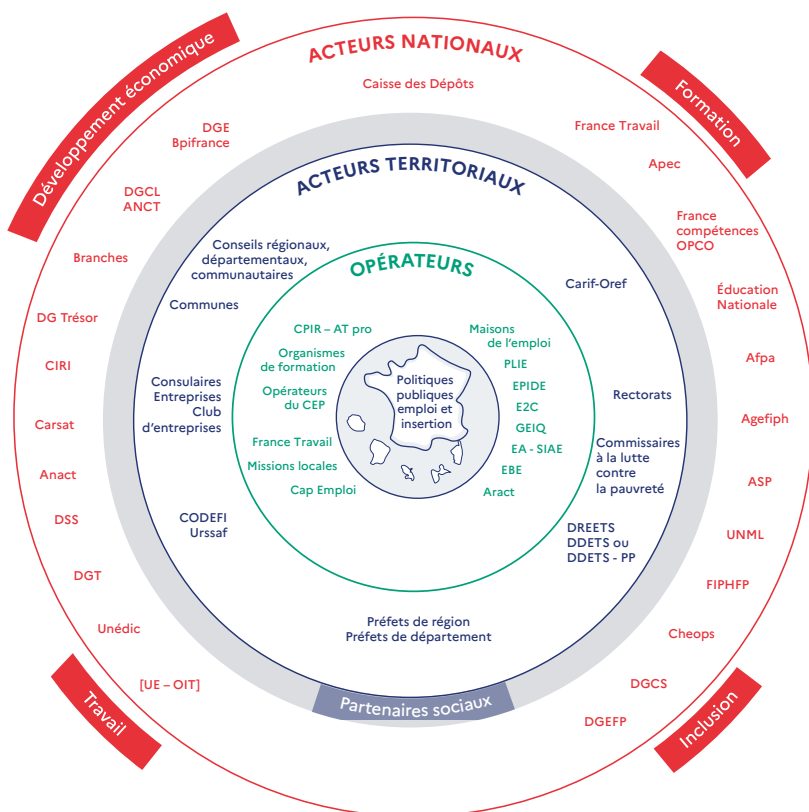 ACTEURS NATIONAUX
Développement économique
Formation
Travail
Inclusion
Caisse des Dépôts
DGE
Bpifrance
DGCL
ANCT
Branches
DG Trésor
CIRI
Carsat
Anact
DSS
DGT
Unédic
[UE – OIT]
France Travail
Apec
France
compétences
OPCO
Éducation
Nationale
Afpa
Agefiph
ASP
UNML
FIPHFP
Cheops
DGCS
DGEFP
ACTEURS TERRITORIAUX
Conseils régionaux,
départementaux,
communautaires
Communes
Consulaires
Entreprises
Club
d'entreprises
CODEFI
Urssaf
Carif-Oref
Rectorats
Commissaires
à la lutte
contre
la pauvreté
DREETS
DDETS ou
DDETS - PP
Préfets de région
Préfets de département
Partenaires sociaux
OPÉRATEURS
CPIR – AT pro
Organismes
de formation
Opérateurs
du CEP
France Travail
Missions locales
Cap Emploi
Maisons
de l'emploi
PLIE
EPIDE
E2C
GEIQ
EA - SIAE
EBE
Aract
Politiques
publiques
emploi et
insertion